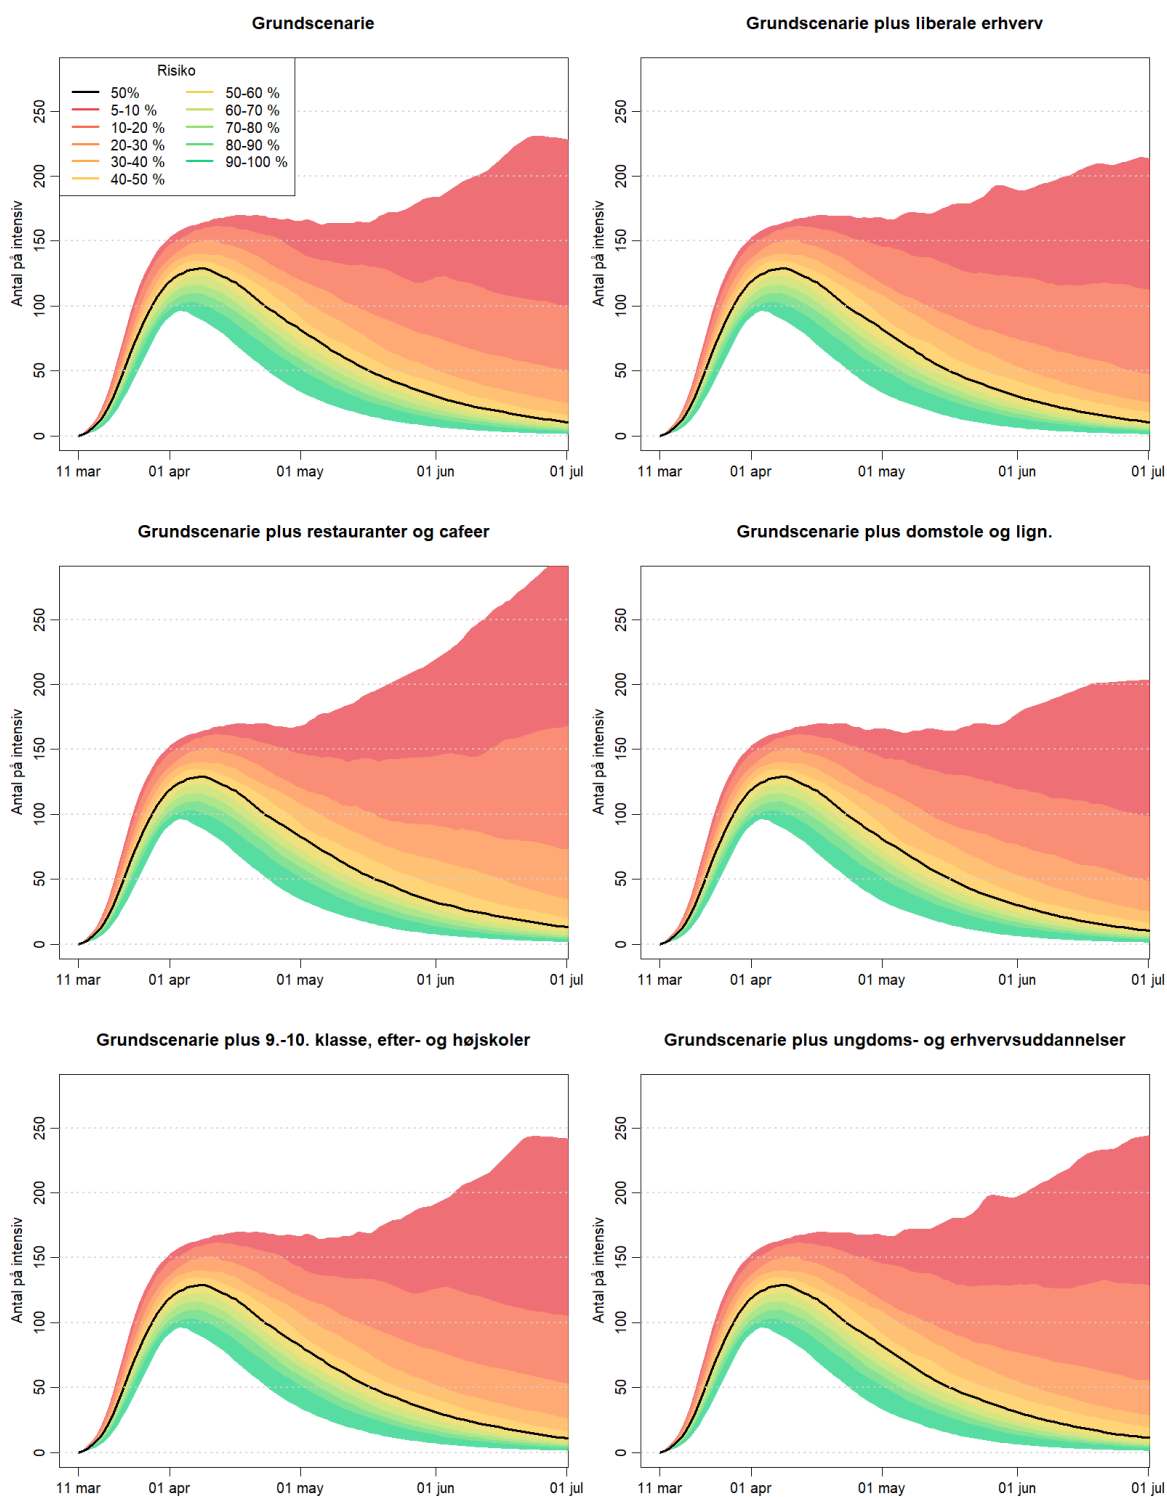 Grundscenarie
Risiko
50%
5-10 %
10-20 %
20-30 %
30-40 %
40-50 %
50-60 %
60-70 %
70-80 %
80-90 %
90-100 %
Antal på intensiv
250
200
150
100
50
0
11 mar 01 apr 01 may 01 jun 01 jul
Grundscenarie plus liberale erhverv
Antal på intensiv
250
200
150
100
50
0
11 mar 01 apr 01 may 01 jun 01 jul
Grundscenarie plus restauranter og cafeer
Antal på intensiv
250
200
150
100
50
0
11 mar 01 apr 01 may 01 jun 01 jul
Grundscenarie plus domstole og lign.
Antal på intensiv
250
200
150
100
50
0
11 mar 01 apr 01 may 01 jun 01 jul
Grundscenarie plus 9.-10. klasse, efter- og højskoler
Antal på intensiv
250
200
150
100
50
0
11 mar 01 apr 01 may 01 jun 01 jul
Grundscenarie plus ungdoms- og erhvervsuddannelser
Antal på intensiv
250
200
150
100
50
0
11 mar 01 apr 01 may 01 jun 01 jul